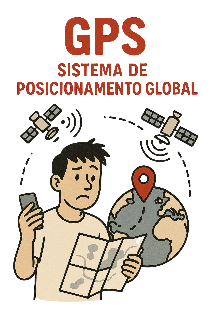 GPS
SISTEMA DE
POSICIONAMENTO GLOBAL